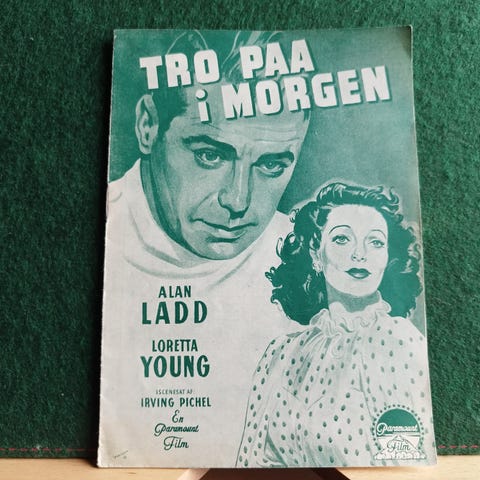 TRO PAA
i MORGEN
ALAN
LADD
LORETTA
YOUNG
ISCENESAT AF:
IRVING PICHEL
En
Paramount
Film
Paramount
Film